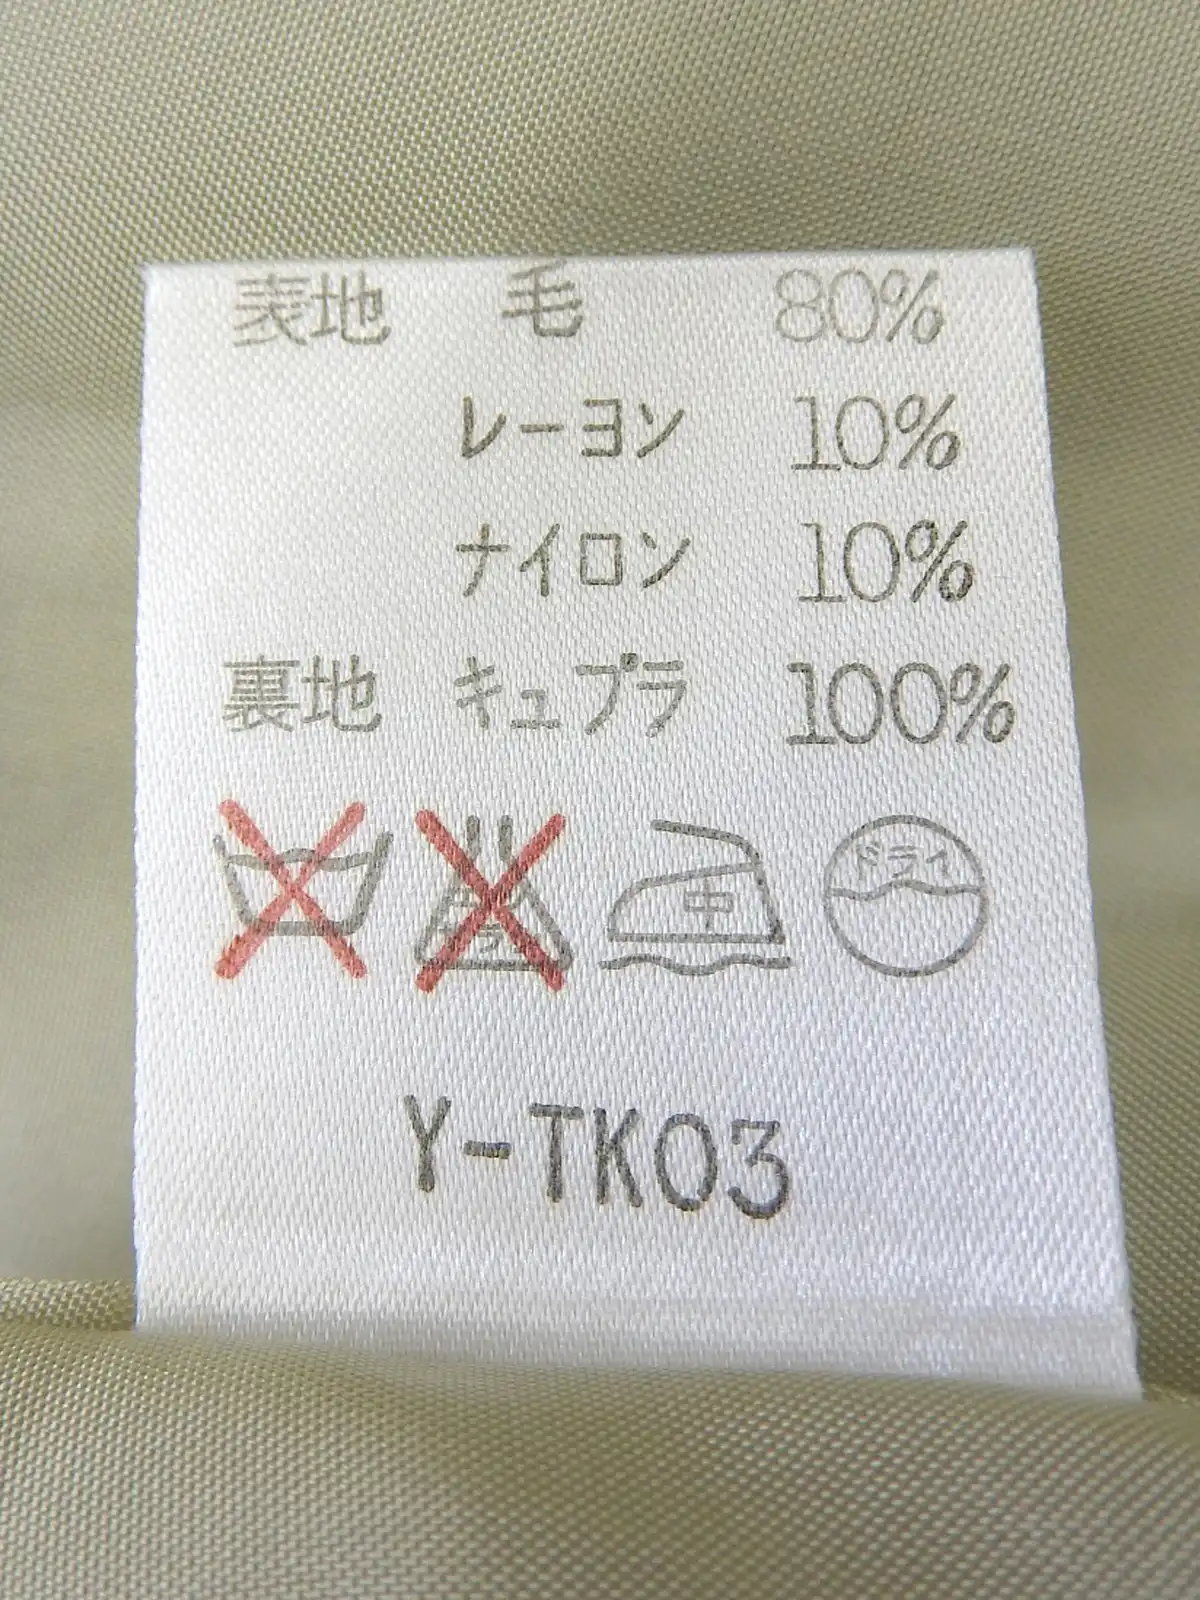 表地 毛 80%
レーヨン 10%
ナイロン 10%
裏地 キュプラ 100%
中 ドライ
Y-TK03